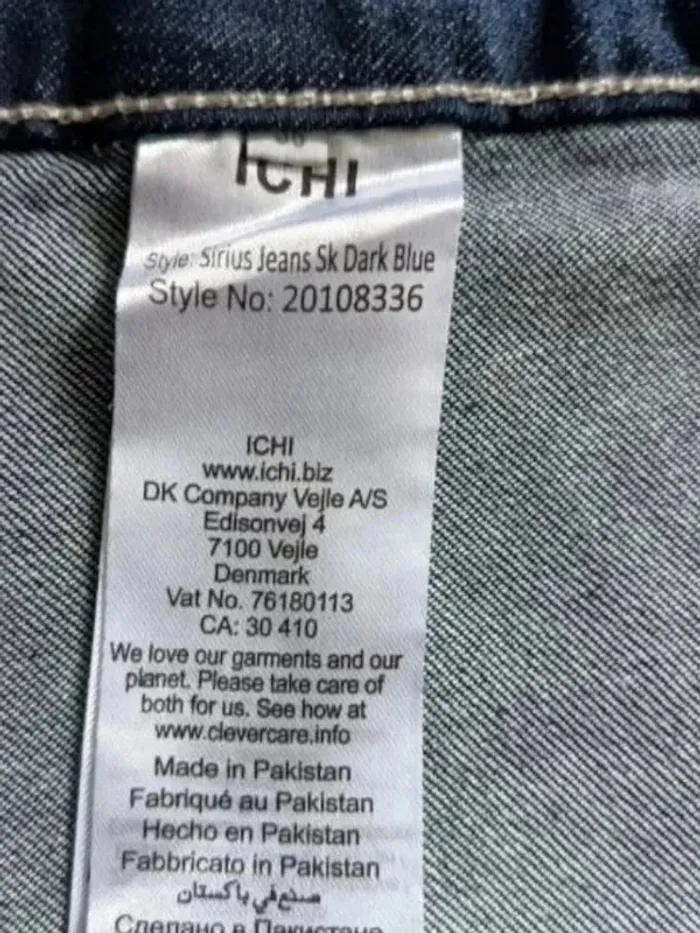 ICHI
Style: Sirius Jeans Sk Dark Blue
Style No: 20108336
ICHI
www.ichi.biz
DK Company Vejle A/S
Edisonvej 4
7100 Vejle
Denmark
Vat No. 76180113
CA: 30 410
We love our garments and our
planet. Please take care of
both for us. See how at
www.clevercare.info
Made in Pakistan
Fabriqué au Pakistan
Hecho en Pakistan
Fabbricato in Pakistan
صنع في باكستان
Сделано в Пакистане